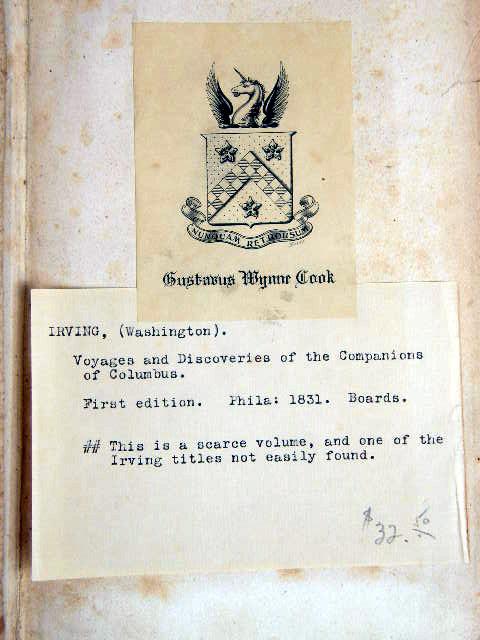 NUNQUAM RETRORSUM
Gustavus Wynne Cook
IRVING, (Washington).
Voyages and Discoveries of the Companions
of Columbus.
First edition. Phila: 1831. Boards.
## This is a scarce volume, and one of the
Irving titles not easily found.
$32.50